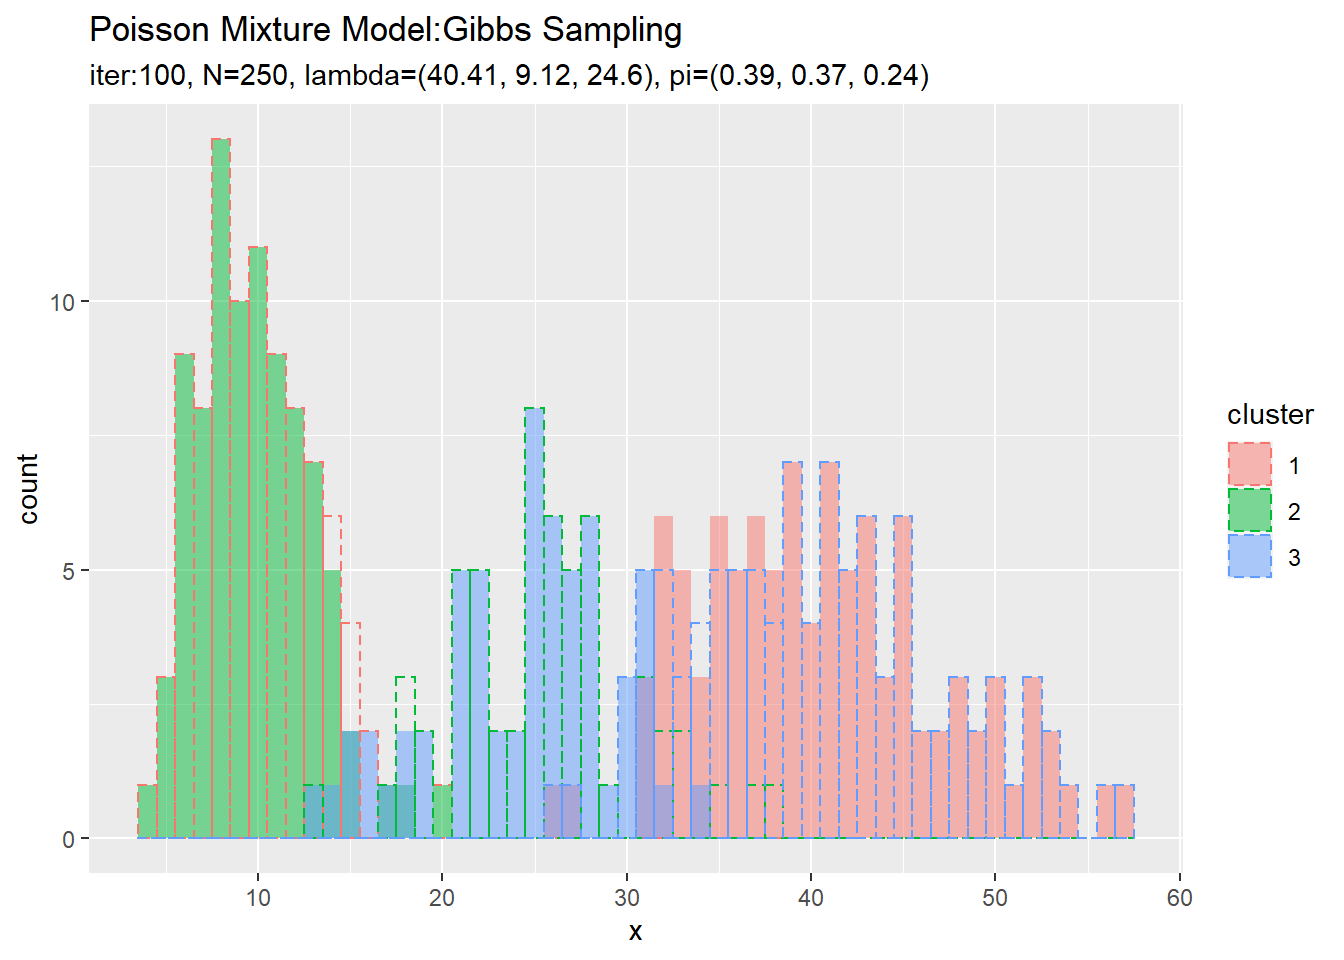 Poisson Mixture Model:Gibbs Sampling
iter:100, N=250, lambda=(40.41, 9.12, 24.6), pi=(0.39, 0.37, 0.24)
10
5
0
count
10
20
30
40
50
60
x
cluster
1
2
3